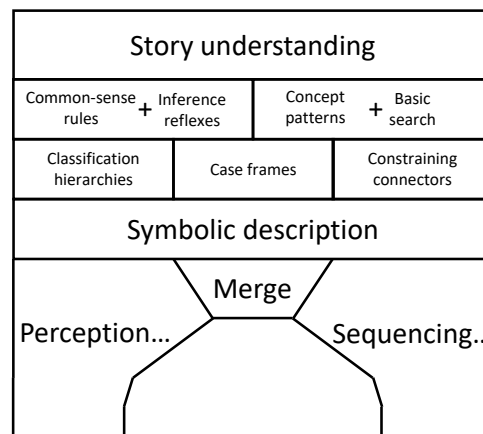 Story understanding
Common-sense rules + Inference reflexes
Concept patterns + Basic search
Classification hierarchies
Case frames
Constraining connectors
Symbolic description
Merge
Perception...
Sequencing..